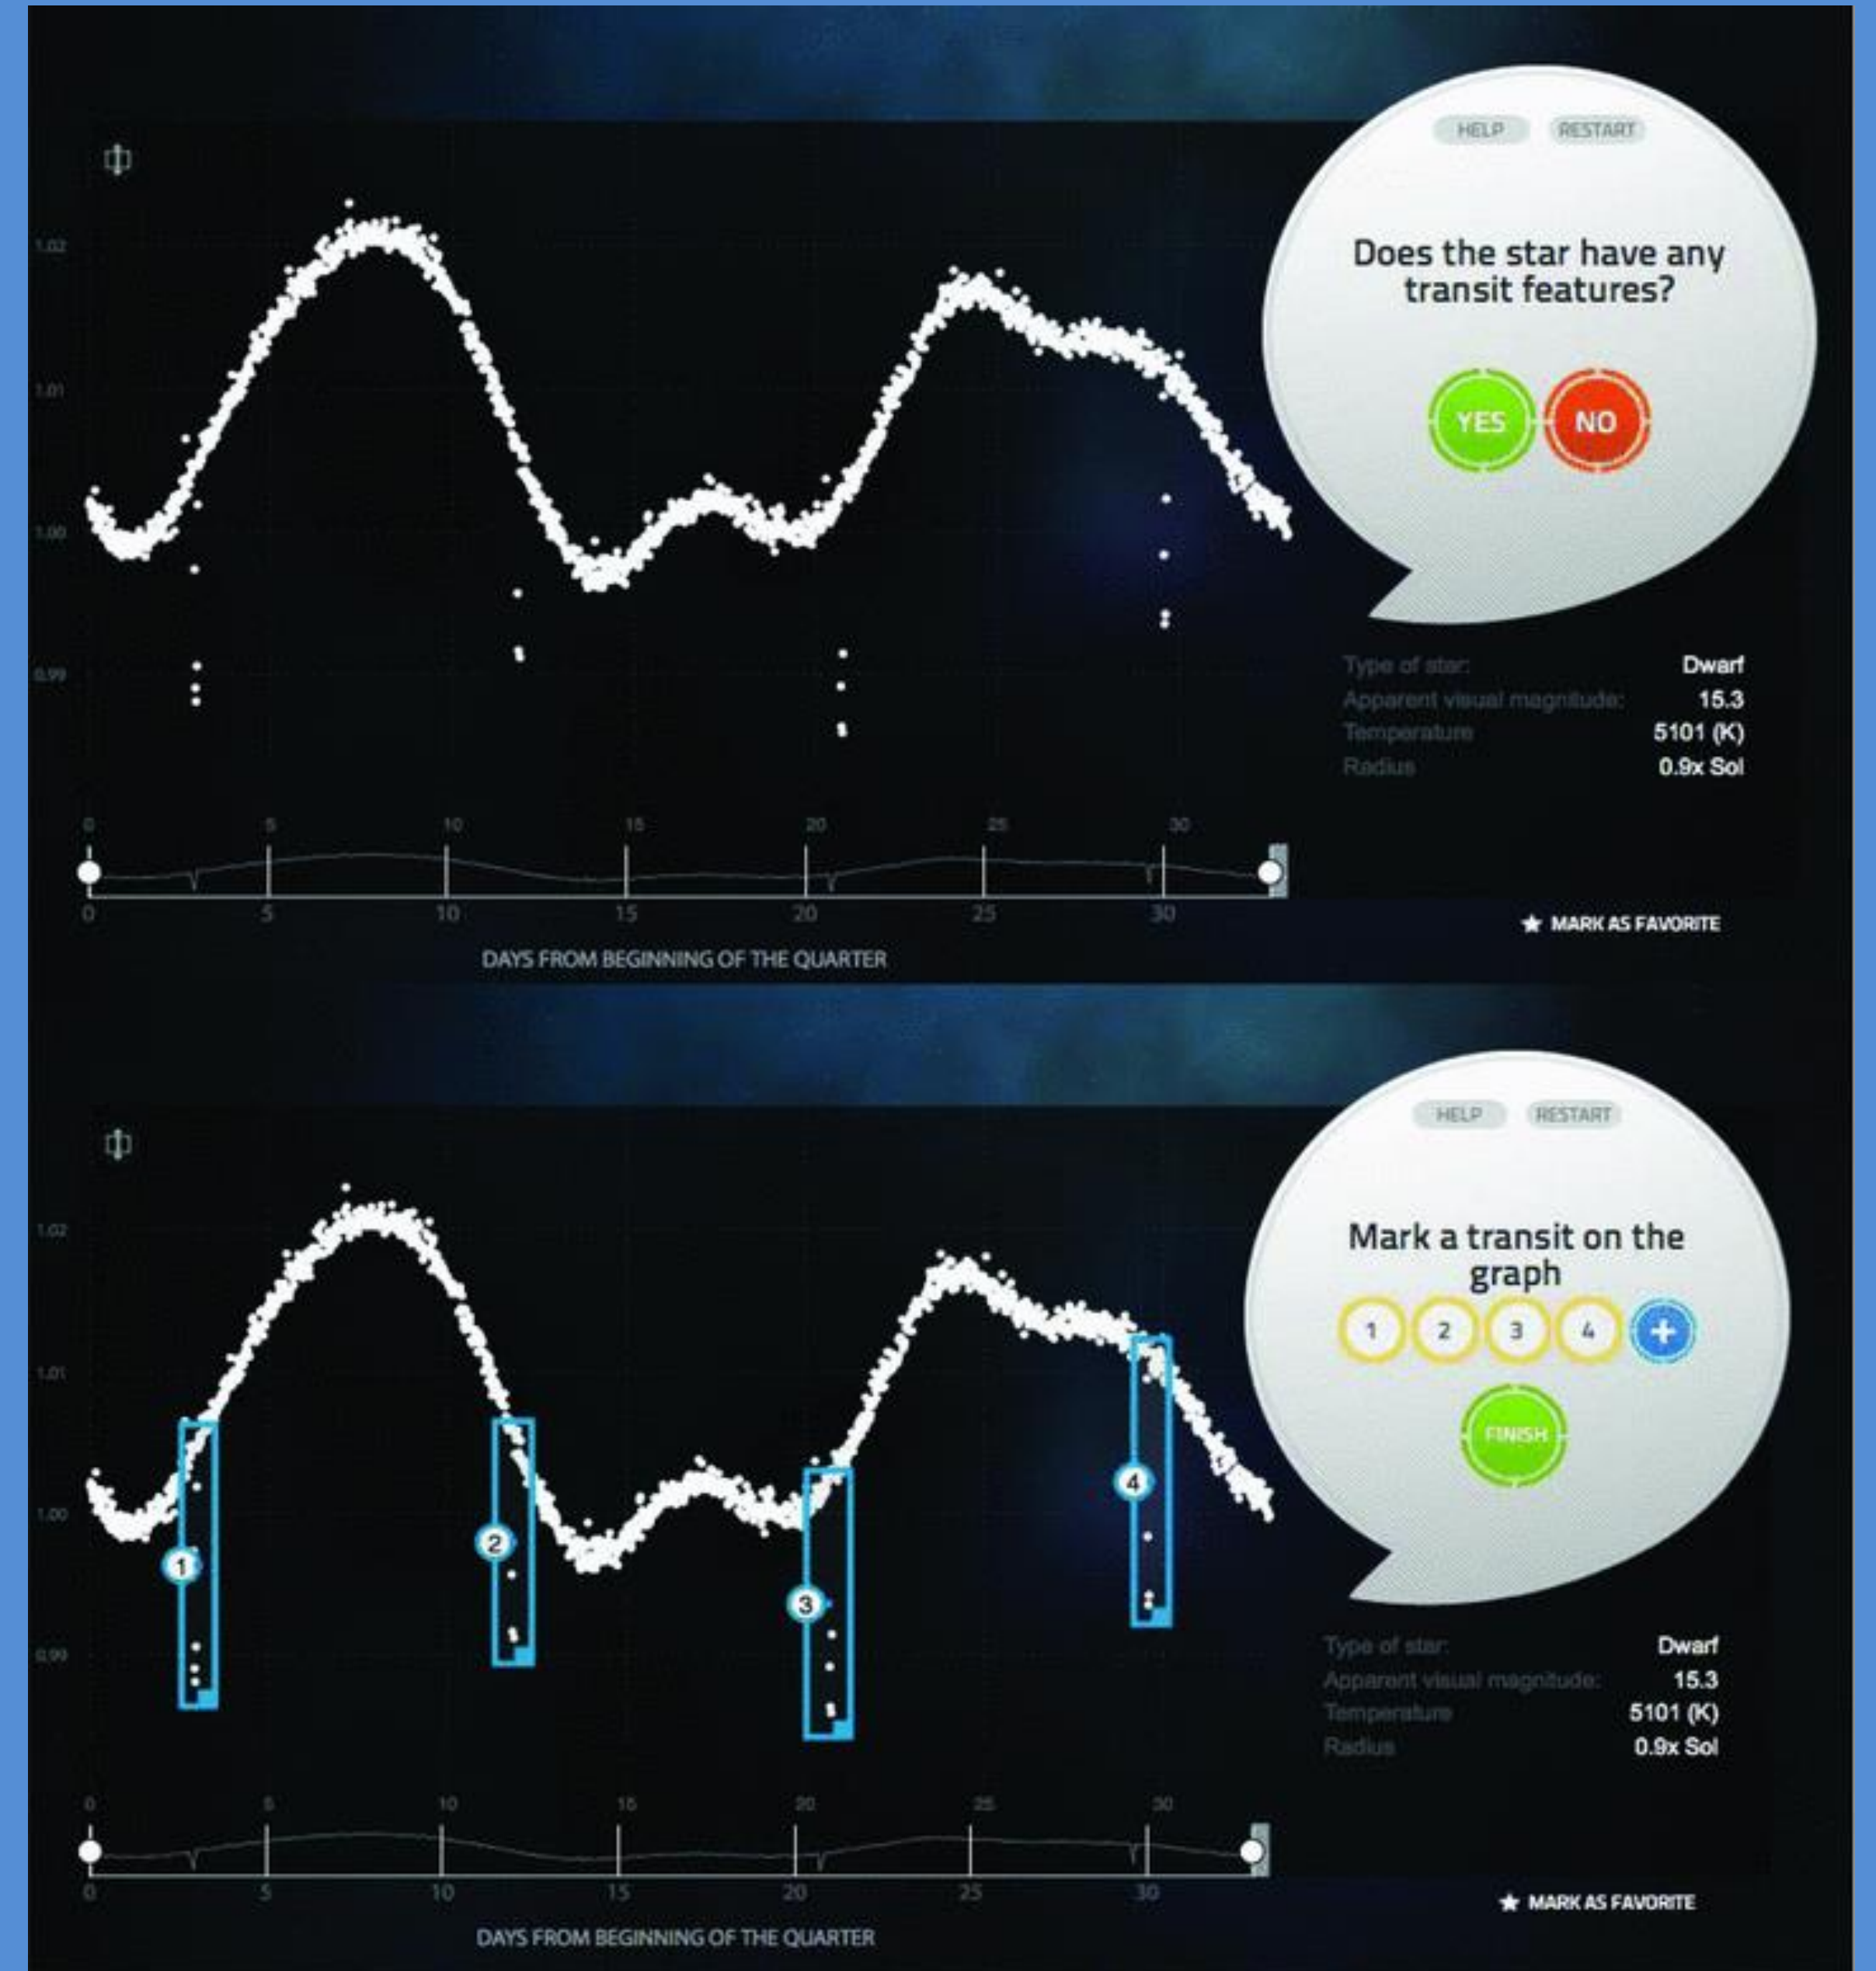 HELP
RESTART
1.02
Does the star have any
transit features?
1.01
YES
NO
1.00
0.99
Type of star: Dwarf
Apparent visual magnitude: 15.3
Temperature 5101 (K)
Radius 0.9x Sol
0 5 10 15 20 25 30
0 5 10 15 20 25 30
★ MARK AS FAVORITE
DAYS FROM BEGINNING OF THE QUARTER
HELP
RESTART
1.02
Mark a transit on the
graph
1 2 3 4 +
1.01
FINISH
4
1.00
2
1
3
0.99
Type of star: Dwarf
Apparent visual magnitude: 15.3
Temperature 5101 (K)
Radius 0.9x Sol
0 5 10 15 20 25 30
0 5 10 15 20 25 30
★ MARK AS FAVORITE
DAYS FROM BEGINNING OF THE QUARTER